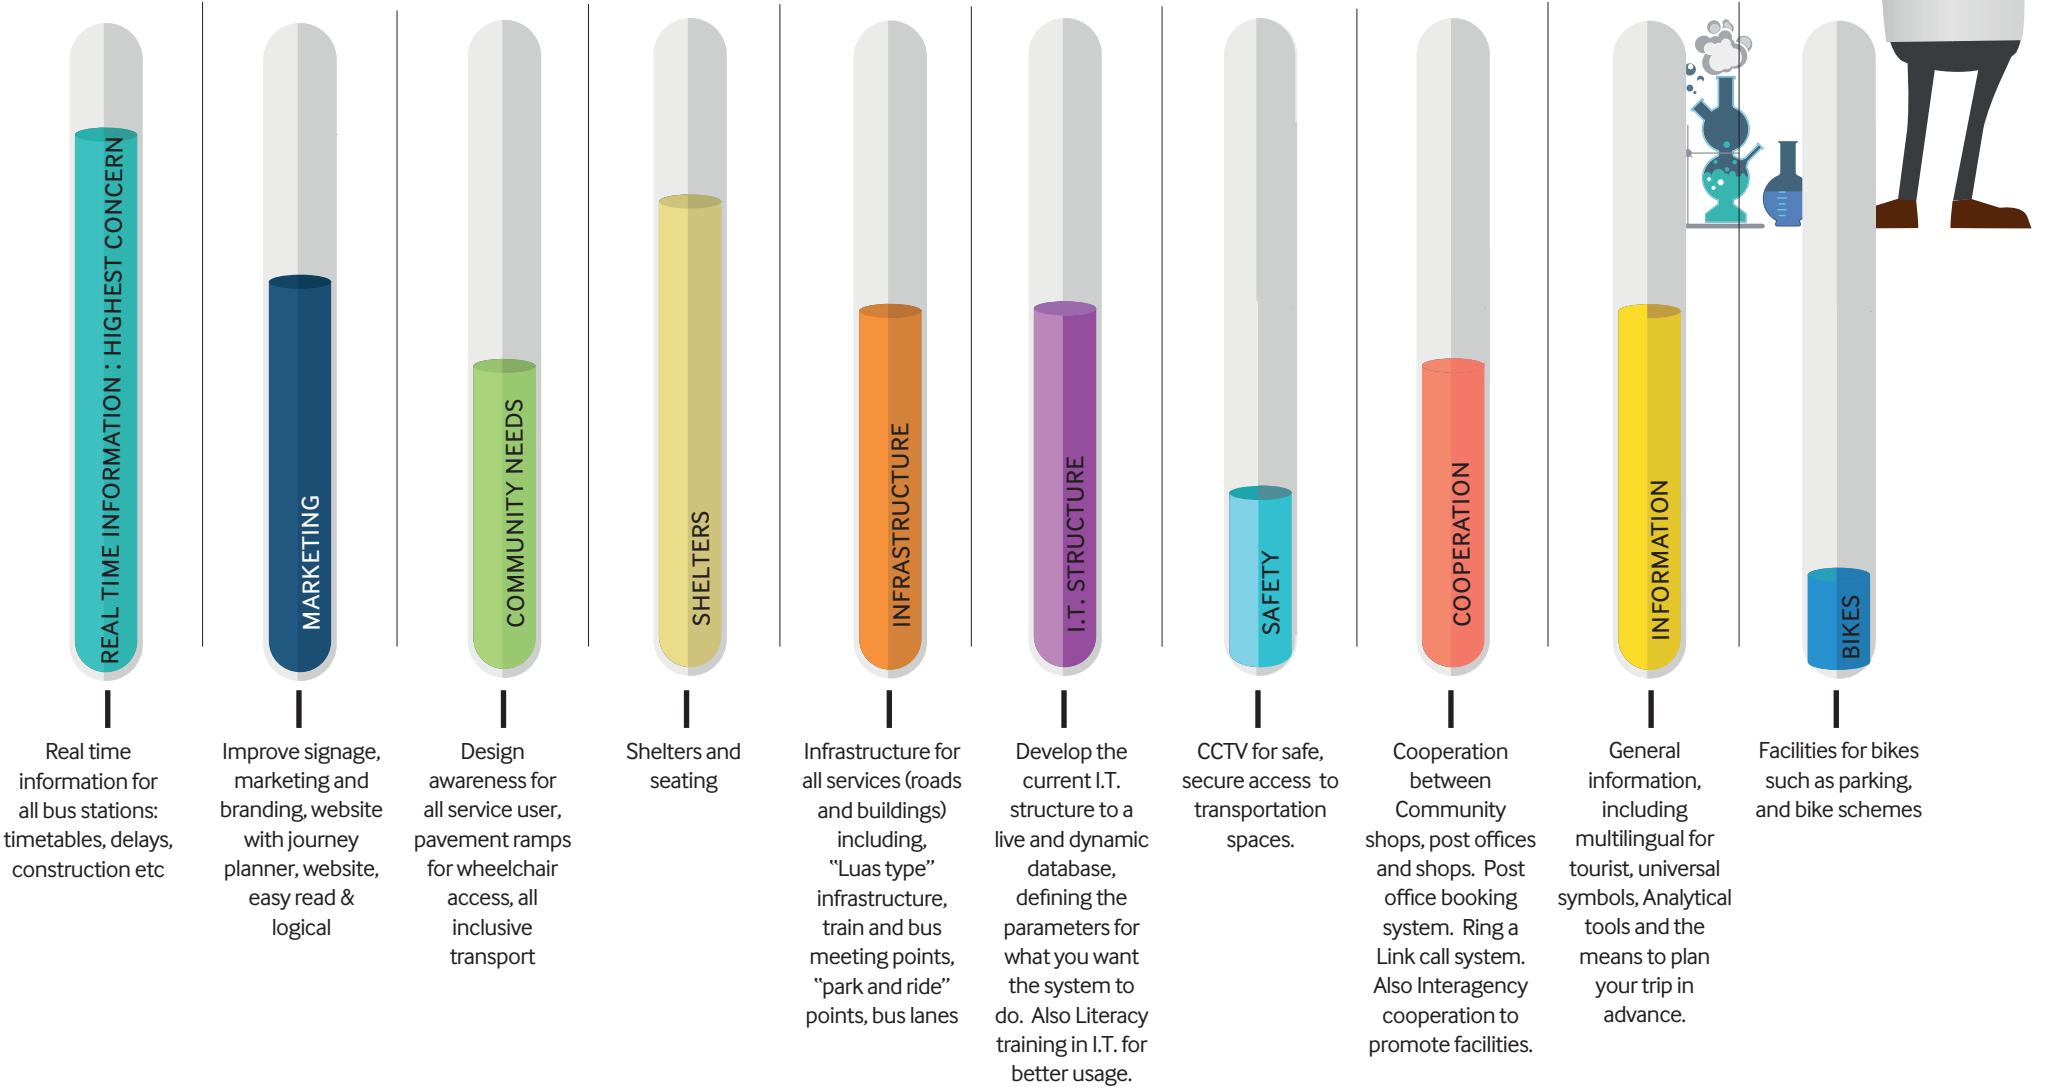 REAL TIME INFORMATION : HIGHEST CONCERN
MARKETING
COMMUNITY NEEDS
SHELTERS
INFRASTRUCTURE
I.T. STRUCTURE
SAFETY
COOPERATION
INFORMATION
BIKES
Real time
information for
all bus stations:
timetables, delays,
construction etc
Improve signage,
marketing and
branding, website
with journey
planner, website,
easy read &
logical
Design
awareness for
all service user,
pavement ramps
for wheelchair
access, all
inclusive
transport
Shelters and
seating
Infrastructure for
all services (roads
and buildings)
including,
“Luas type”
infrastructure,
train and bus
meeting points,
“park and ride”
points, bus lanes
Develop the
current I.T.
structure to a
live and dynamic
database,
defining the
parameters for
what you want
the system to
do. Also Literacy
training in I.T. for
better usage.
CCTV for safe,
secure access to
transportation
spaces.
Cooperation
between
Community
shops, post offices
and shops. Post
office booking
system. Ring a
Link call system.
Also Interagency
cooperation to
promote facilities.
General
information,
including
multilingual for
tourist, universal
symbols, Analytical
tools and the
means to plan
your trip in
advance.
Facilities for bikes
such as parking,
and bike schemes